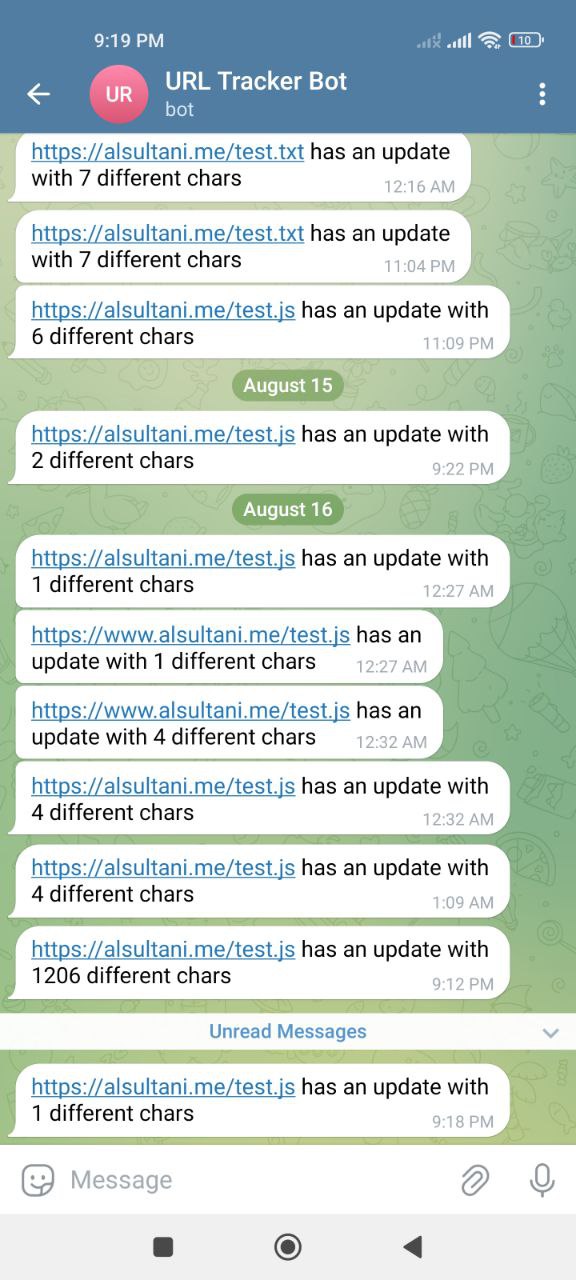 9:19 PM
10
UR
URL Tracker Bot
bot
https://alsultani.me/test.txt has an update
with 7 different chars
12:16 AM
https://alsultani.me/test.txt has an update
with 7 different chars
11:04 PM
https://alsultani.me/test.js has an update with
6 different chars
11:09 PM
August 15
https://alsultani.me/test.js has an update with
2 different chars
9:22 PM
August 16
https://alsultani.me/test.js has an update with
1 different chars
12:27 AM
https://www.alsultani.me/test.js has an
update with 1 different chars
12:27 AM
https://www.alsultani.me/test.js has an
update with 4 different chars
12:32 AM
https://alsultani.me/test.js has an update with
4 different chars
12:32 AM
https://alsultani.me/test.js has an update with
4 different chars
1:09 AM
https://alsultani.me/test.js has an update with
1206 different chars
9:12 PM
Unread Messages
https://alsultani.me/test.js has an update with
1 different chars
9:18 PM
Message